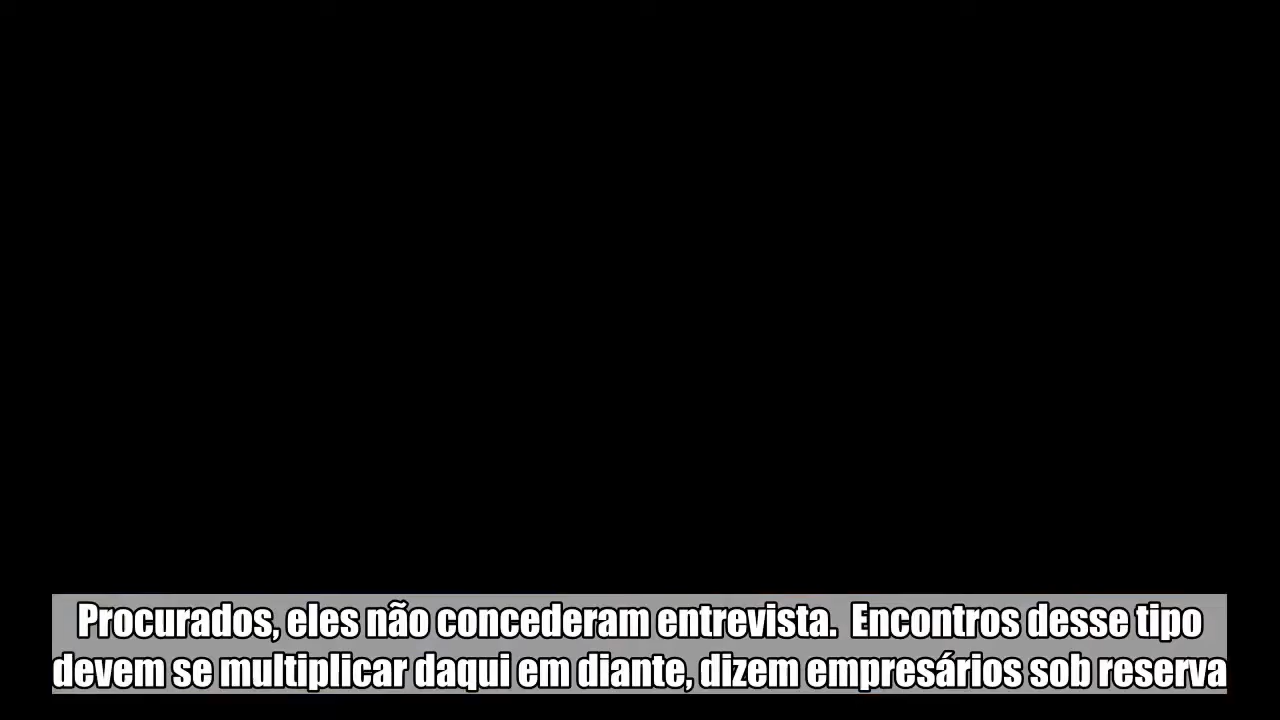 Procurados, eles não concederam entrevista.  Encontros desse tipo
devem se multiplicar daqui em diante, dizem empresários sob reserva